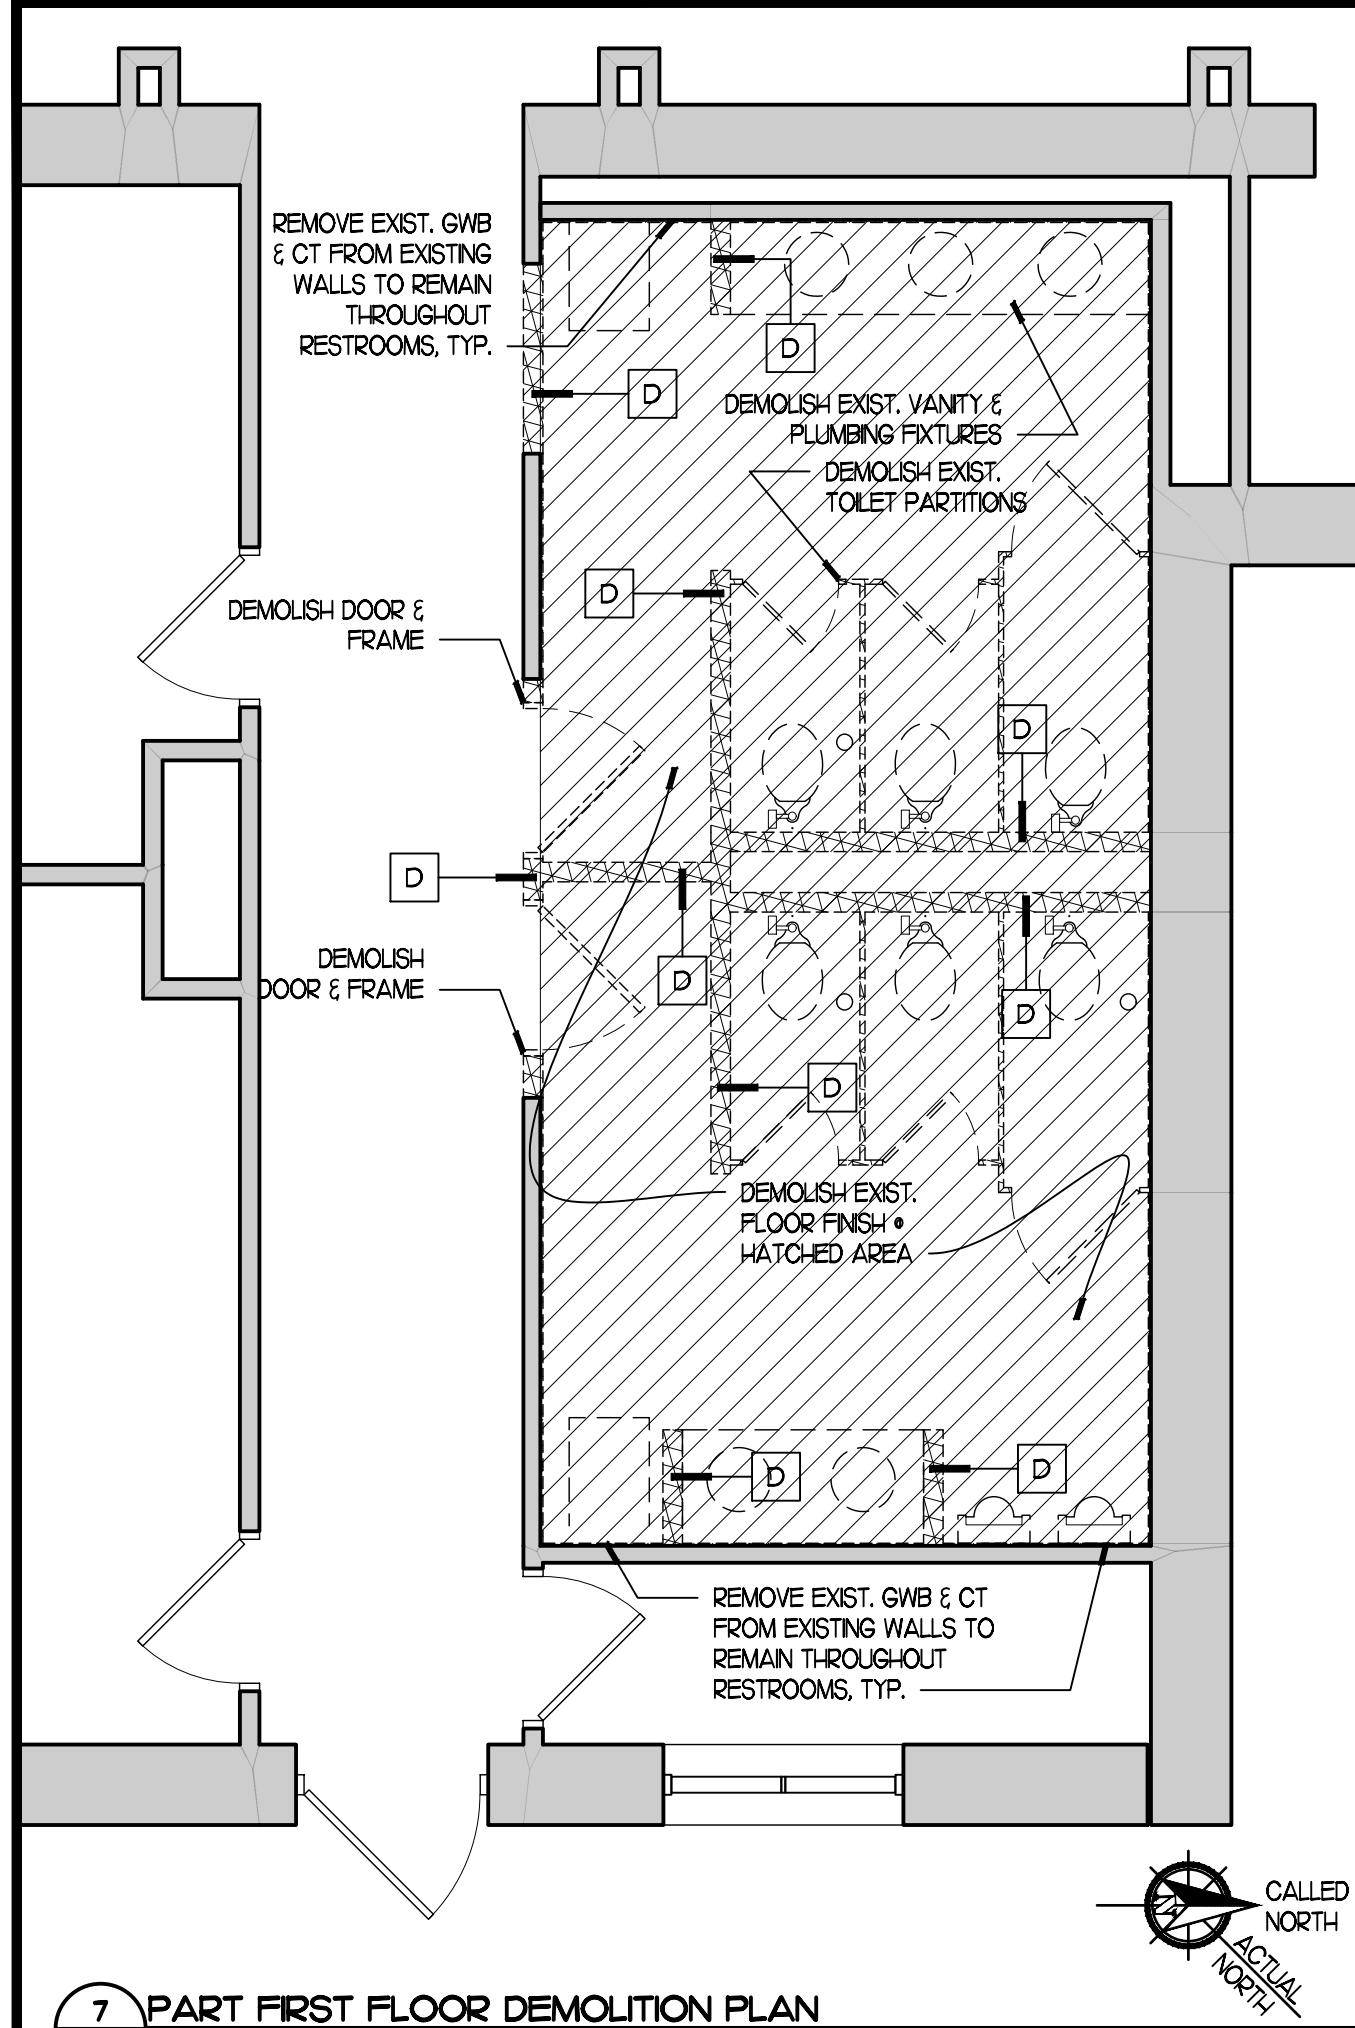 REMOVE EXIST. GWB
& CT FROM EXISTING
WALLS TO REMAIN
THROUGHOUT
RESTROOMS, TYP.
D
D
DEMOLISH EXIST. VANITY &
PLUMBING FIXTURES
DEMOLISH EXIST.
TOILET PARTITIONS
D
DEMOLISH DOOR &
FRAME
D
D
DEMOLISH
DOOR & FRAME
D
D
D
DEMOLISH EXIST.
FLOOR FINISH @
HATCHED AREA
D
D
REMOVE EXIST. GWB & CT
FROM EXISTING WALLS TO
REMAIN THROUGHOUT
RESTROOMS, TYP.
N
CALLED
NORTH
ACTUAL
NORTH
7 PART FIRST FLOOR DEMOLITION PLAN